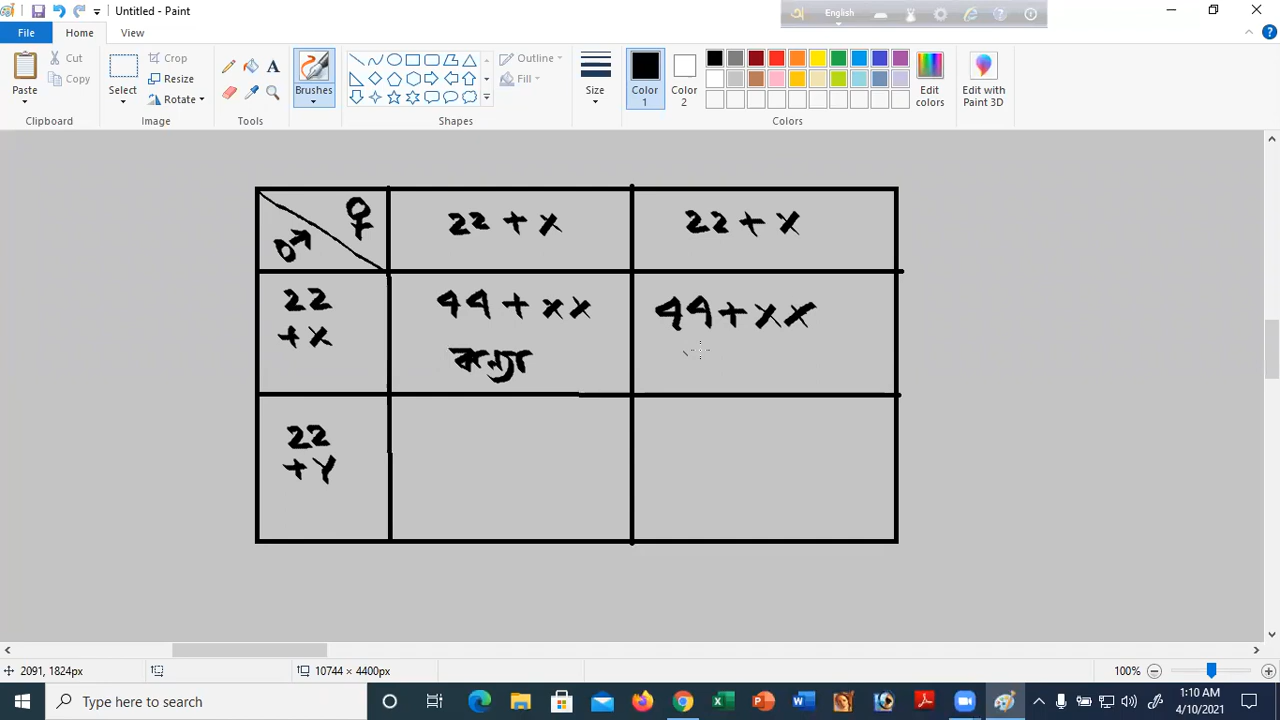 Untitled - Paint
English
File Home View
Paste
Cut
Copy
Clipboard
Select
Crop
Resize
Rotate
Image
Tools
Brushes
Shapes
Outline
Fill
Size
Color 1
Color 2
Colors
Edit colors
Edit with Paint 3D
♂ ♀
22 + X
22 + X
22
+ X
44 + XX
কন্যা
44 + XX
22
+ Y
2091, 1824px
10744 × 4400px
100%
Type here to search
1:10 AM
4/10/2021